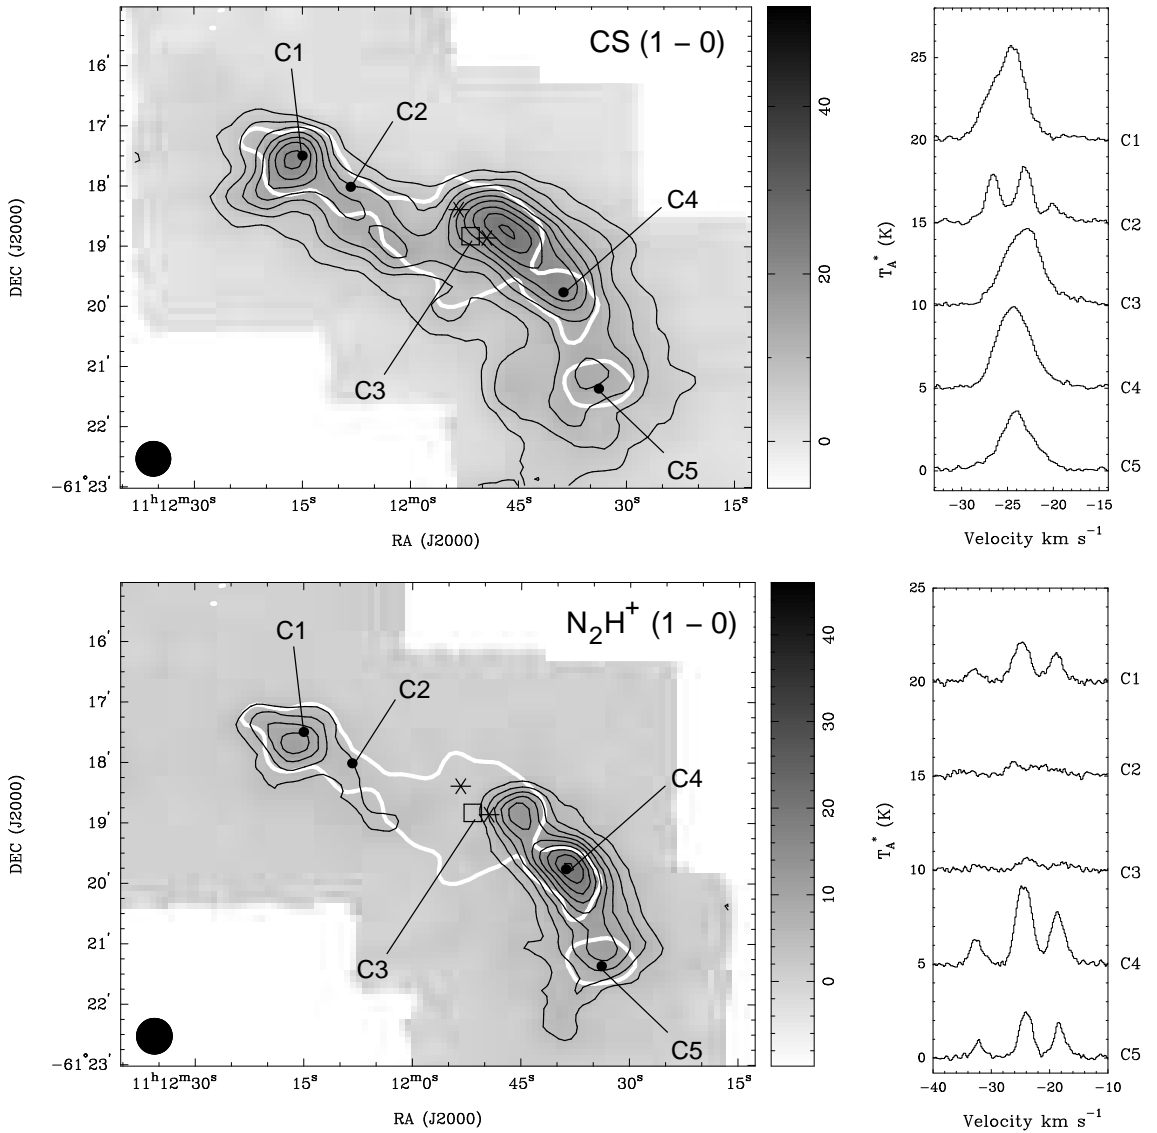 CS (1 − 0)
C1
C2
C4
C3
C5
16′
17′
18′
19′
20′
21′
22′
−61°23′
DEC (J2000)
11ʰ12ᵐ30ˢ
15ˢ
12ᵐ0ˢ
45ˢ
30ˢ
15ˢ
RA (J2000)
40
20
0
25
20
15
10
5
0
T_A* (K)
C1
C2
C3
C4
C5
−30
−25
−20
−15
Velocity km s⁻¹
N₂H⁺ (1 − 0)
C1
C2
C4
C3
C5
16′
17′
18′
19′
20′
21′
22′
−61°23′
DEC (J2000)
11ʰ12ᵐ30ˢ
15ˢ
12ᵐ0ˢ
45ˢ
30ˢ
15ˢ
RA (J2000)
40
30
20
10
0
25
20
15
10
5
0
T_A* (K)
C1
C2
C3
C4
C5
−40
−30
−20
−10
Velocity km s⁻¹